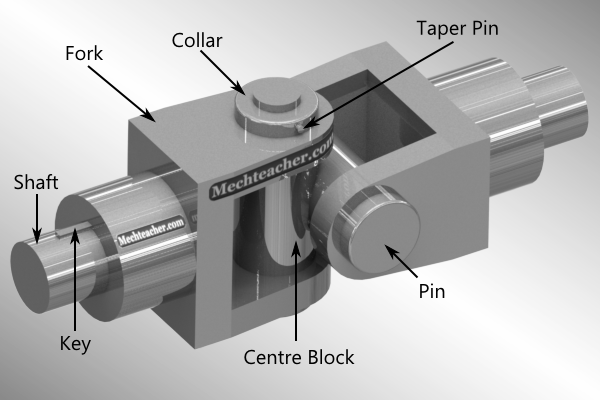 Taper Pin
Collar
Fork
Mechteacher.com
Shaft
Mechteacher.com
Pin
Key
Centre Block